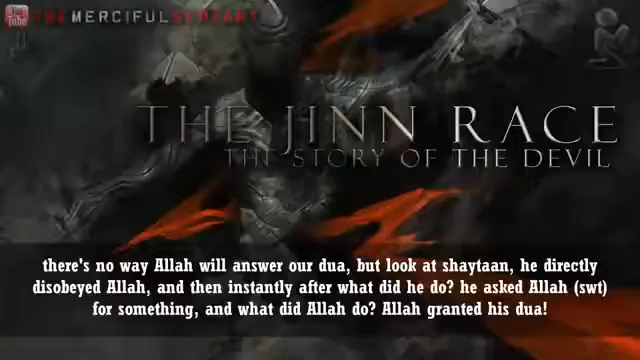 You
Tube
THE MERCIFULSERVANT
THE JINN RACE
THE STORY OF THE DEVIL
there's no way Allah will answer our dua, but look at shaytaan, he directly
disobeyed Allah, and then instantly after what did he do? he asked Allah (swt)
for something, and what did Allah do? Allah granted his dua!